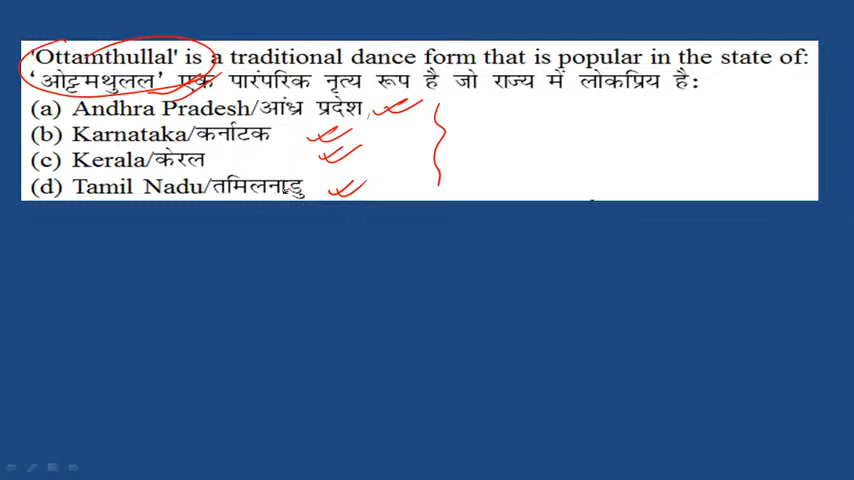 'Ottamthullal' is a traditional dance form that is popular in the state of:
‘ओट्टमथुलल’ एक पारंपरिक नृत्य रूप है जो राज्य में लोकप्रिय है:
(a) Andhra Pradesh/आंध्र प्रदेश
(b) Karnataka/कर्नाटक
(c) Kerala/केरल
(d) Tamil Nadu/तमिलनाडु